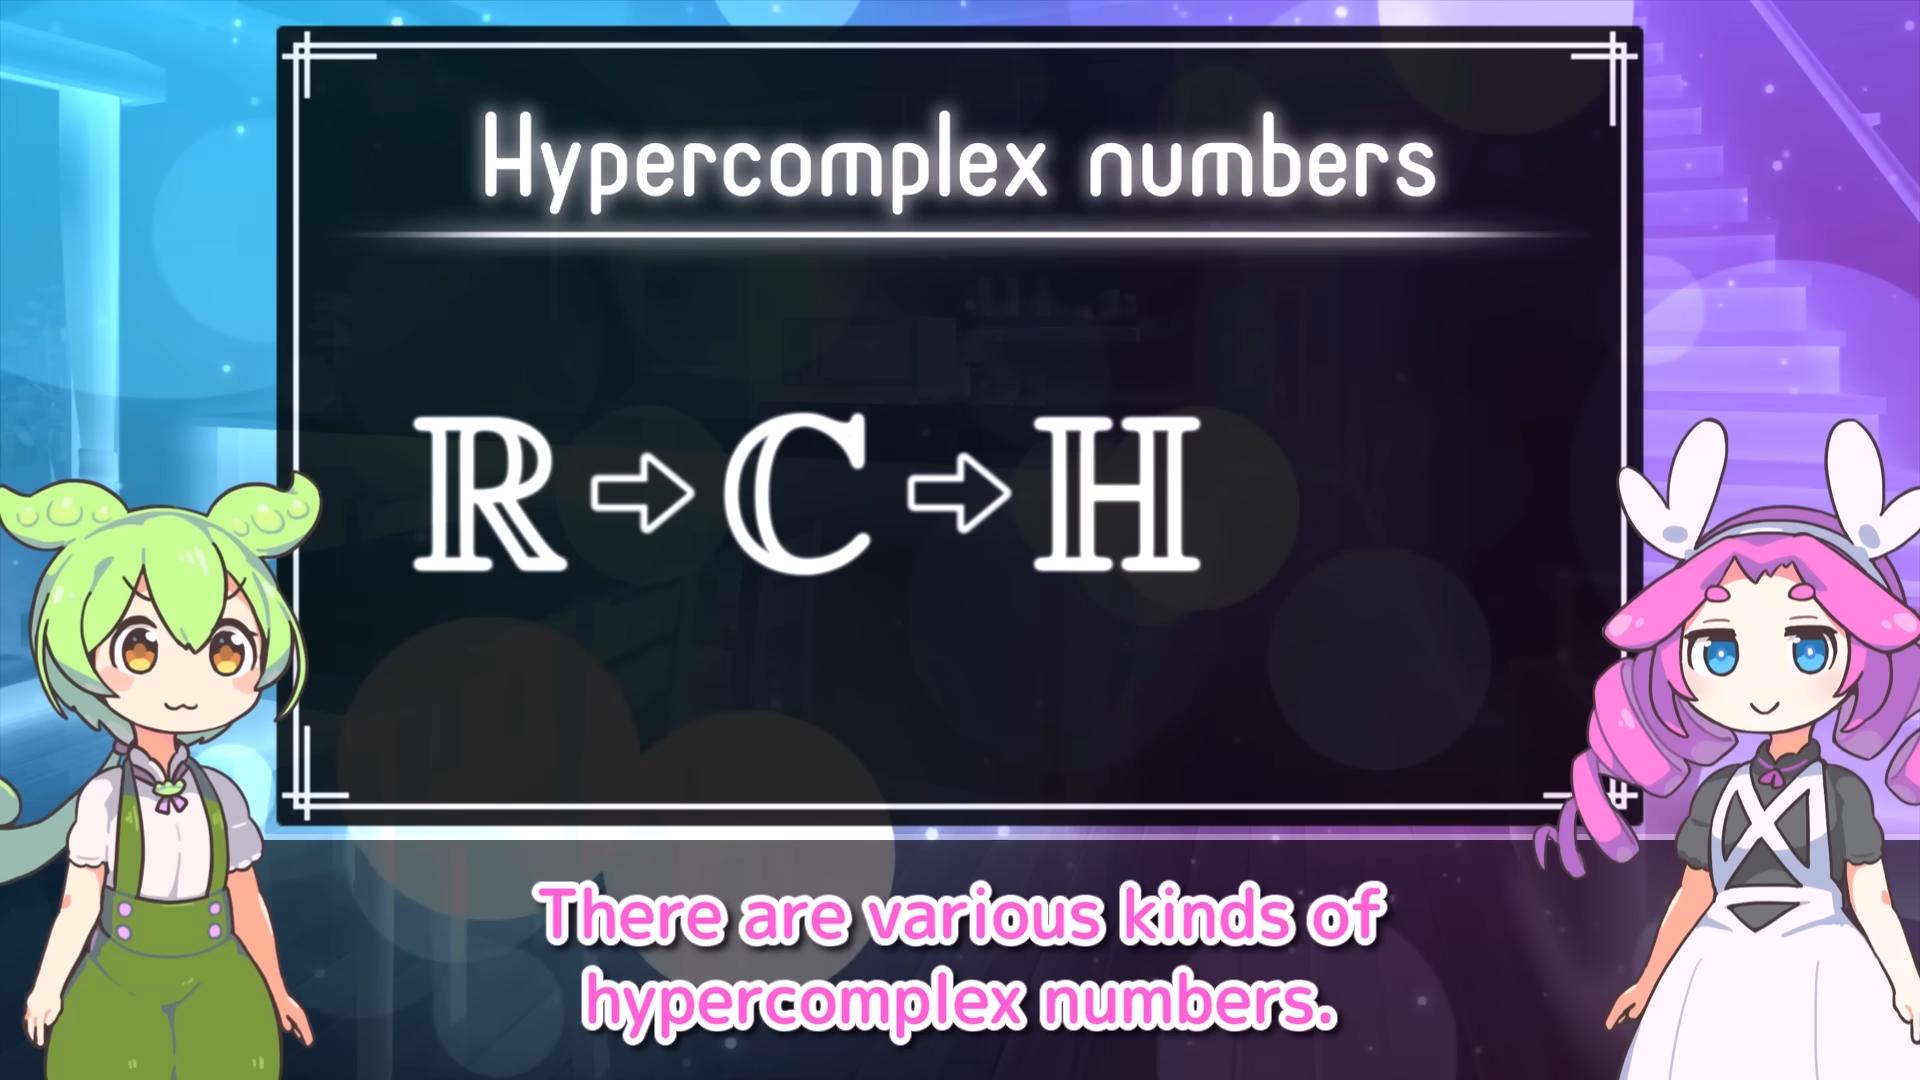 Hypercomplex numbers
ℝ⇨ℂ⇨ℍ
There are various kinds of
hypercomplex numbers.